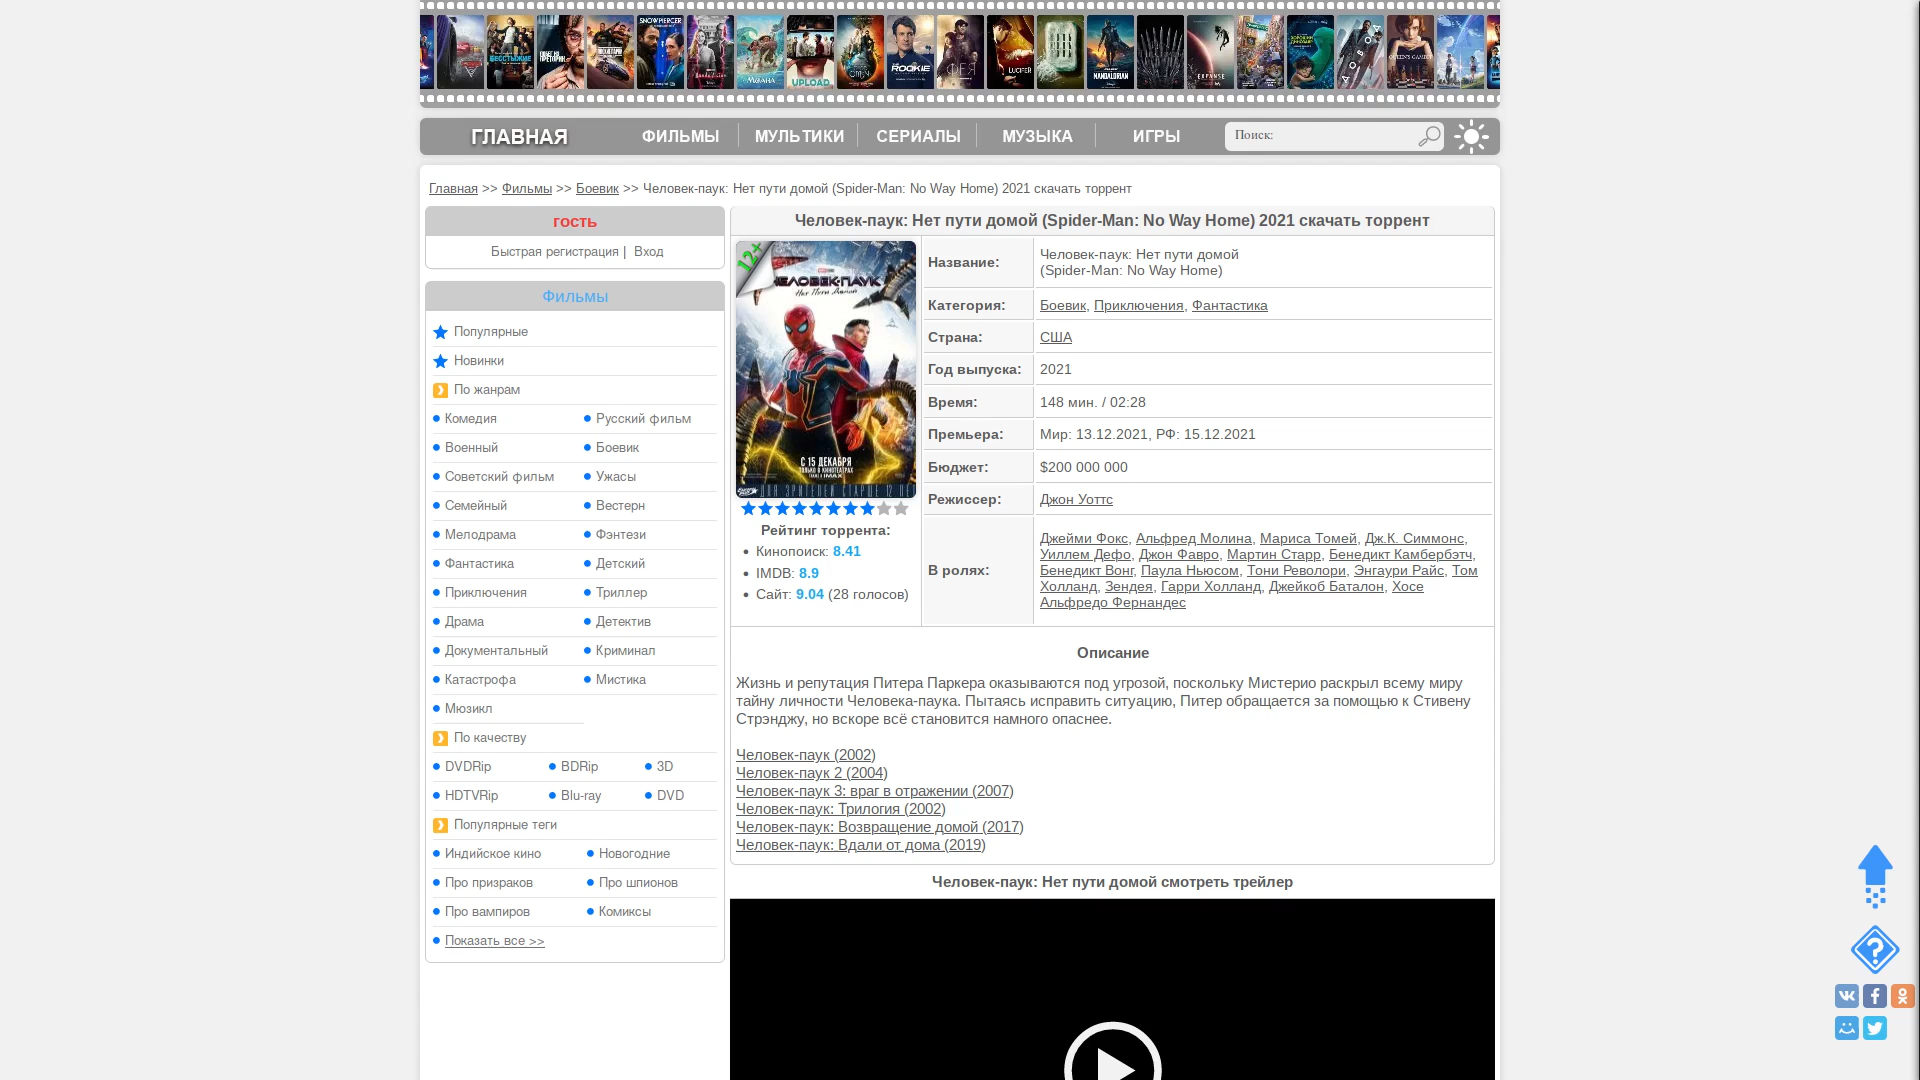 ГЛАВНАЯ
ФИЛЬМЫ
МУЛЬТИКИ
СЕРИАЛЫ
МУЗЫКА
ИГРЫ
Поиск:
Главная >> Фильмы >> Боевик >> Человек-паук: Нет пути домой (Spider-Man: No Way Home) 2021 скачать торрент
гость
Быстрая регистрация | Вход
Фильмы
Популярные
Новинки
По жанрам
Комедия
Русский фильм
Военный
Боевик
Советский фильм
Ужасы
Семейный
Вестерн
Мелодрама
Фэнтези
Фантастика
Детский
Приключения
Триллер
Драма
Детектив
Документальный
Криминал
Катастрофа
Мистика
Мюзикл
По качеству
DVDRip
BDRip
3D
HDTVRip
Blu-ray
DVD
Популярные теги
Индийское кино
Новогодние
Про призраков
Про шпионов
Про вампиров
Комиксы
Показать все >>
Человек-паук: Нет пути домой (Spider-Man: No Way Home) 2021 скачать торрент
12+
ЧЕЛОВЕК-ПАУК
Нет Пути Домой
С 15 ДЕКАБРЯ
Рейтинг торрента:
Кинопоиск: 8.41
IMDB: 8.9
Сайт: 9.04 (28 голосов)
Название:
Человек-паук: Нет пути домой
(Spider-Man: No Way Home)
Категория:
Боевик, Приключения, Фантастика
Страна:
США
Год выпуска:
2021
Время:
148 мин. / 02:28
Премьера:
Мир: 13.12.2021, РФ: 15.12.2021
Бюджет:
$200 000 000
Режиссер:
Джон Уоттс
В ролях:
Джейми Фокс, Альфред Молина, Мариса Томей, Дж.К. Симмонс,
Уиллем Дефо, Джон Фавро, Мартин Старр, Бенедикт Камбербэтч,
Бенедикт Вонг, Паула Ньюсом, Тони Револори, Энгаури Райс, Том
Холланд, Зендея, Гарри Холланд, Джейкоб Баталон, Хосе
Альфредо Фернандес
Описание
Жизнь и репутация Питера Паркера оказываются под угрозой, поскольку Мистерио раскрыл всему миру
тайну личности Человека-паука. Пытаясь исправить ситуацию, Питер обращается за помощью к Стивену
Стрэнджу, но вскоре всё становится намного опаснее.
Человек-паук (2002)
Человек-паук 2 (2004)
Человек-паук 3: враг в отражении (2007)
Человек-паук: Трилогия (2002)
Человек-паук: Возвращение домой (2017)
Человек-паук: Вдали от дома (2019)
Человек-паук: Нет пути домой смотреть трейлер